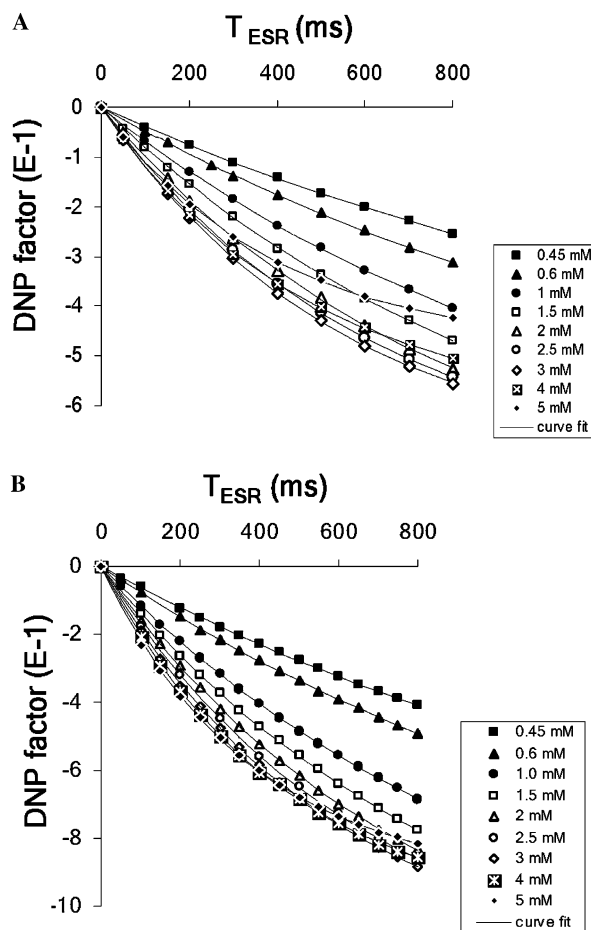 A
T ESR (ms)
0 200 400 600 800
0
-1
-2
-3
-4
-5
-6
DNP factor (E-1)
0.45 mM
0.6 mM
1 mM
1.5 mM
2 mM
2.5 mM
3 mM
4 mM
5 mM
curve fit
B
T ESR (ms)
0 200 400 600 800
0
-2
-4
-6
-8
-10
DNP factor (E-1)
0.45 mM
0.6 mM
1.0 mM
1.5 mM
2 mM
2.5 mM
3 mM
4 mM
5 mM
curve fit